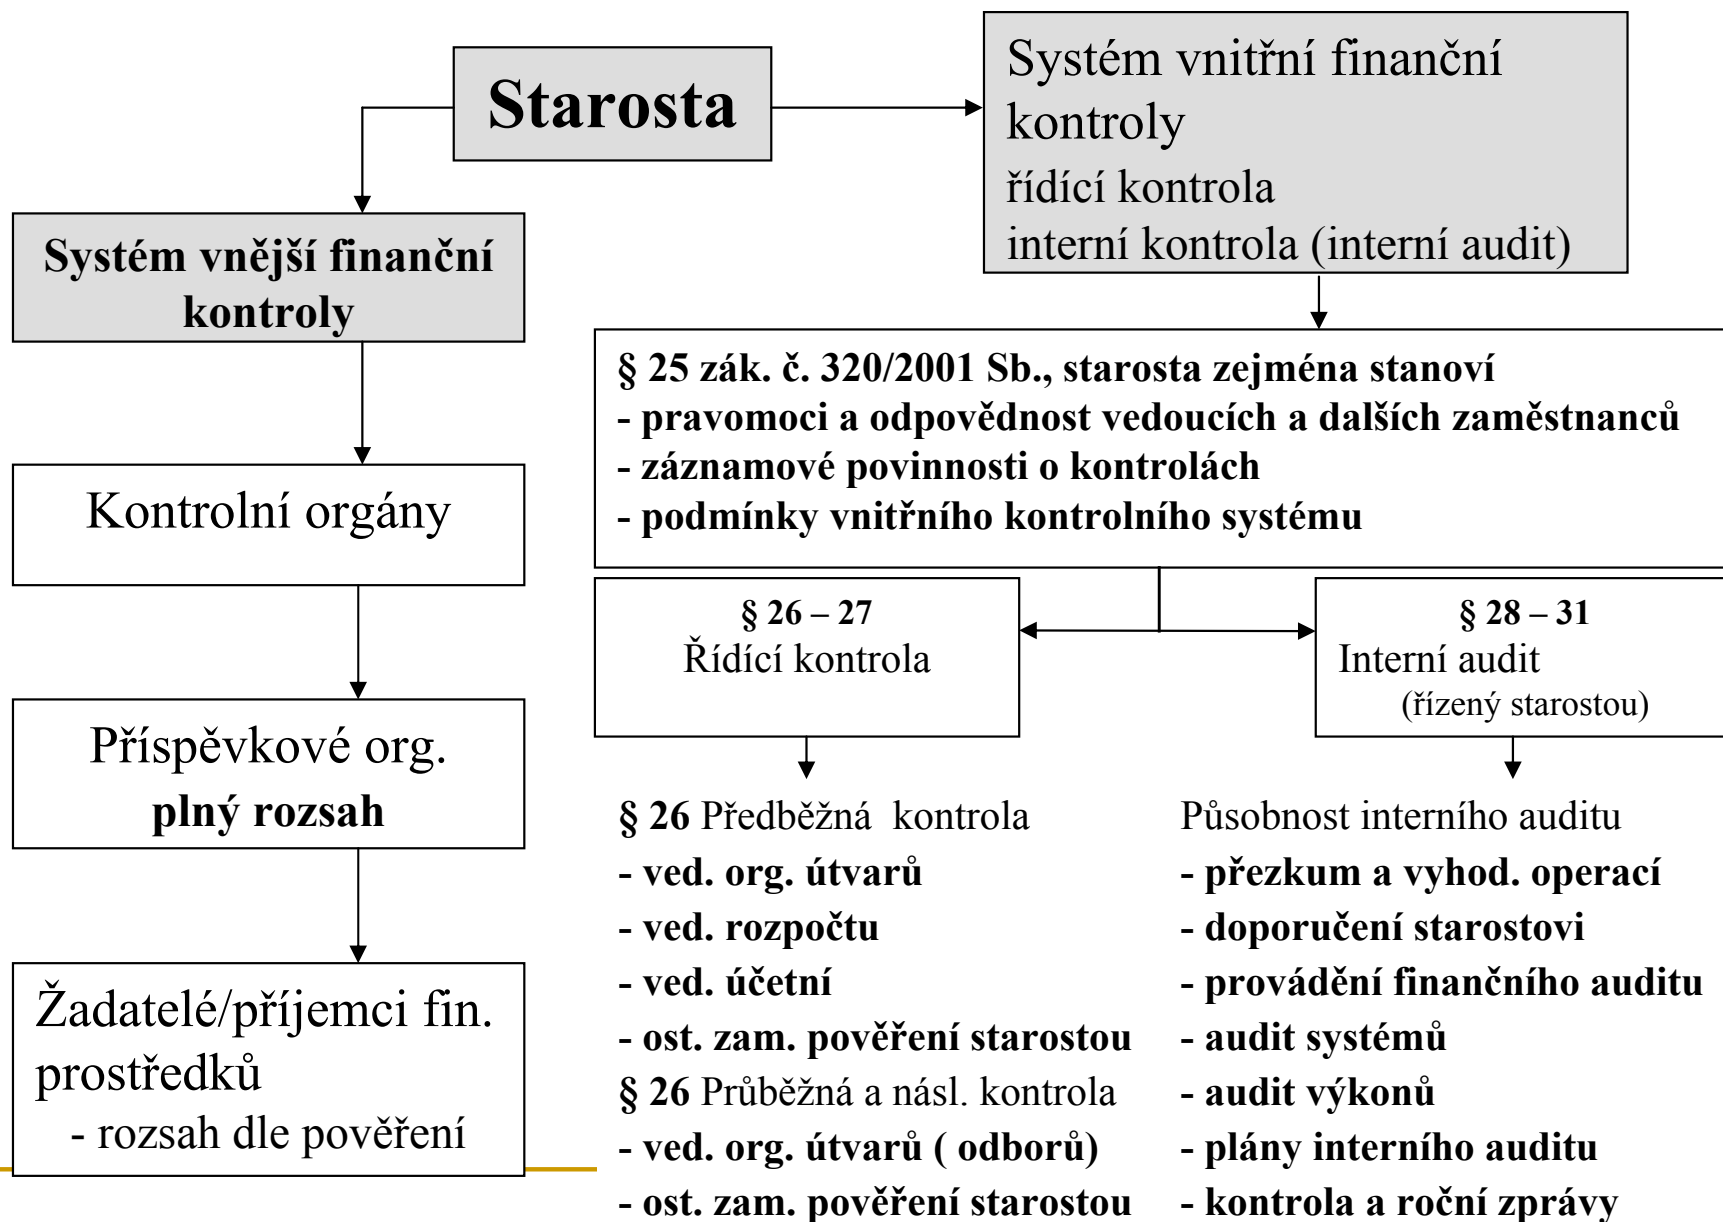 Starosta
Systém vnitřní finanční
kontroly
řídící kontrola
interní kontrola (interní audit)
Systém vnější finanční
kontroly
Kontrolní orgány
Příspěvkové org.
plný rozsah
Žadatelé/příjemci fin.
prostředků
- rozsah dle pověření
§ 25 zák. č. 320/2001 Sb., starosta zejména stanoví
- pravomoci a odpovědnost vedoucích a dalších zaměstnanců
- záznamové povinnosti o kontrolách
- podmínky vnitřního kontrolního systému
§ 26 – 27
Řídící kontrola
§ 28 – 31
Interní audit
(řízený starostou)
§ 26 Předběžná kontrola
- ved. org. útvarů
- ved. rozpočtu
- ved. účetní
- ost. zam. pověření starostou
§ 26 Průběžná a násl. kontrola
- ved. org. útvarů ( odborů)
- ost. zam. pověření starostou
Působnost interního auditu
- přezkum a vyhod. operací
- doporučení starostovi
- provádění finančního auditu
- audit systémů
- audit výkonů
- plány interního auditu
- kontrola a roční zprávy